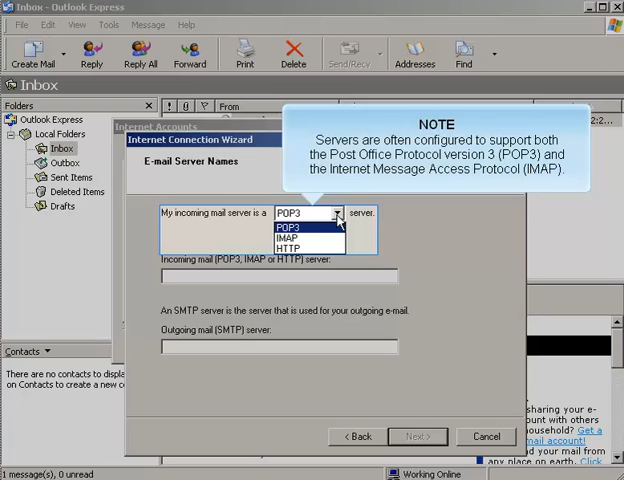 Inbox - Outlook Express
File Edit View Tools Message Help
Create Mail Reply Reply All Forward Print Delete Send/Recv Addresses Find
Inbox
Folders
! From
Outlook Express
Local Folders
Inbox
Outbox
Sent Items
Deleted Items
Drafts
Internet Accounts
Internet Connection Wizard
E-mail Server Names
NOTE
Servers are often configured to support both
the Post Office Protocol version 3 (POP3) and
the Internet Message Access Protocol (IMAP).
My incoming mail server is a POP3 server.
POP3
IMAP
HTTP
Incoming mail (POP3, IMAP or HTTP) server:
An SMTP server is the server that is used for your outgoing e-mail.
Outgoing mail (SMTP) server:
< Back Next > Cancel
Contacts
There are no contacts to displa
on Contacts to create a new c
sharing your e-
count with others
household? Get a
mail account!
nd your mail from
any place on earth. Click
1 message(s), 0 unread
Working Online